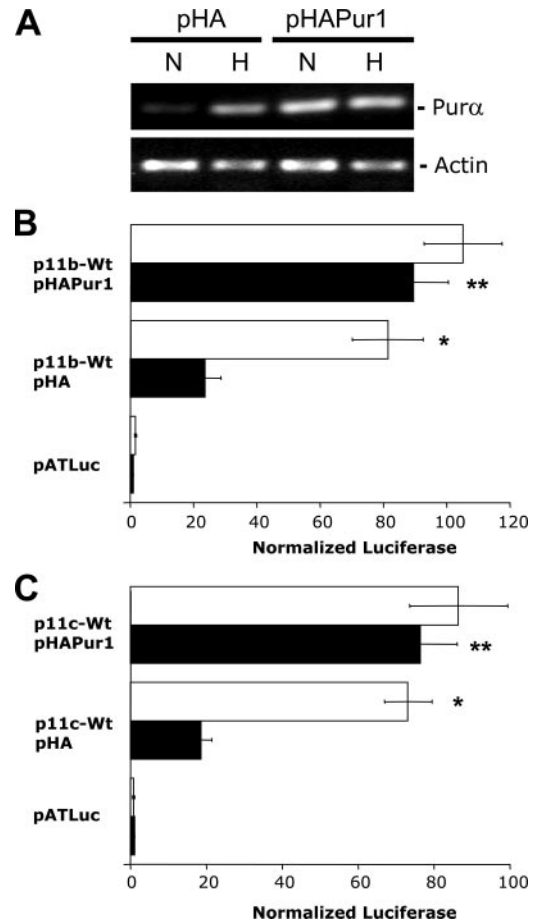 A
pHA pHAPur1
N H N H
- Purα
- Actin
B
p11b-Wt
pHAPur1
**
p11b-Wt
pHA
*
pATLuc
0 20 40 60 80 100 120
Normalized Luciferase
C
p11c-Wt
pHAPur1
**
p11c-Wt
pHA
*
pATLuc
0 20 40 60 80 100
Normalized Luciferase